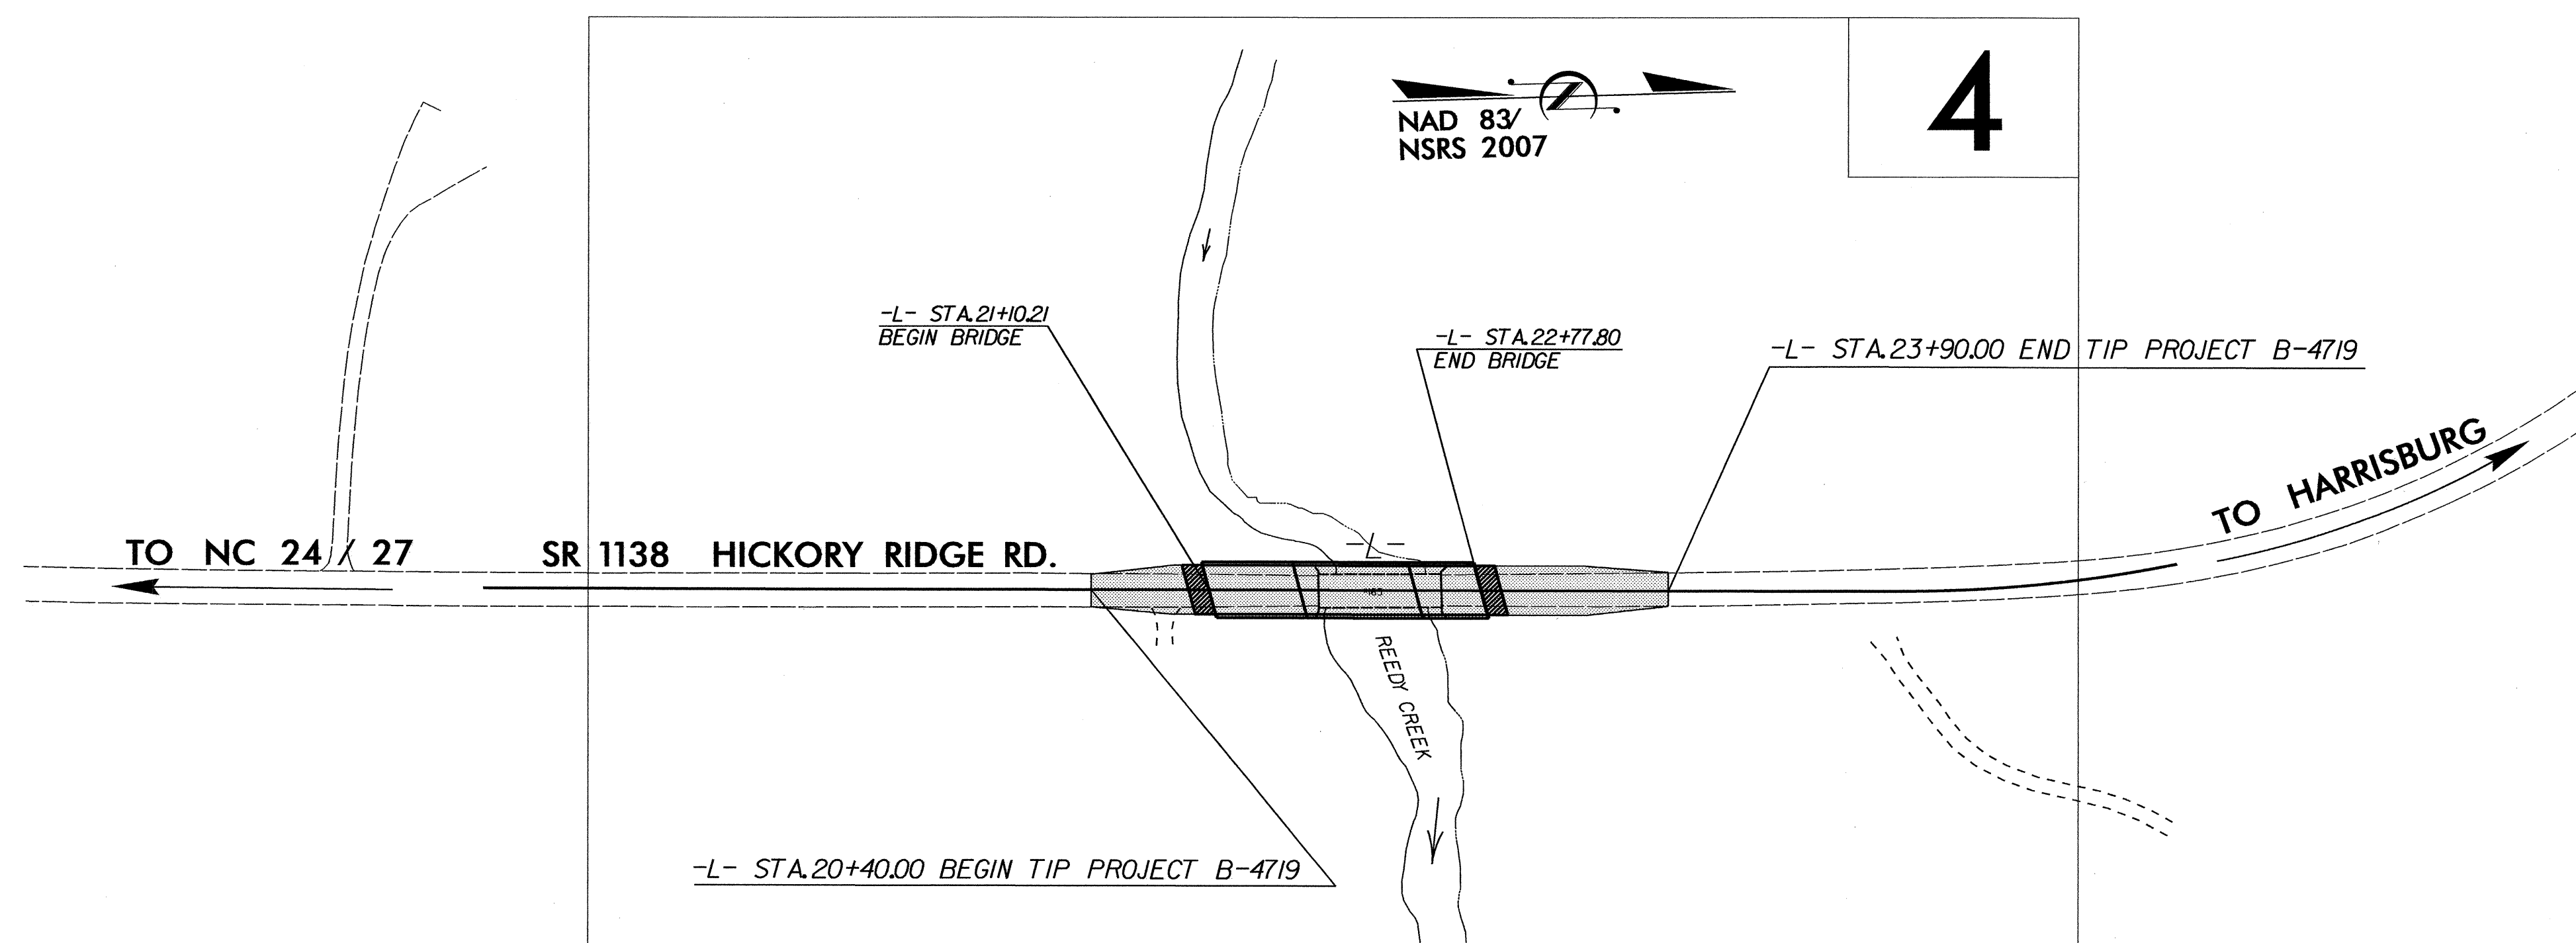 4
NAD 83/
NSRS 2007
-L- STA.21+10.21
BEGIN BRIDGE
-L- STA.22+77.80
END BRIDGE
-L- STA.23+90.00 END TIP PROJECT B-4719
TO HARRISBURG
TO NC 24 / 27
SR 1138 HICKORY RIDGE RD.
-L-
REEDY CREEK
-L- STA.20+40.00 BEGIN TIP PROJECT B-4719